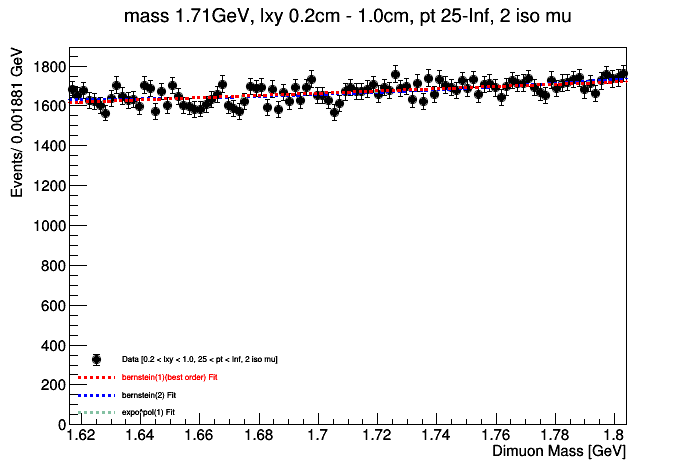 mass 1.71GeV, lxy 0.2cm - 1.0cm, pt 25-Inf, 2 iso mu
Events/ 0.001881 GeV
1800
1600
1400
1200
1000
800
600
400
200
0
Data [0.2 < lxy < 1.0, 25 < pt < Inf, 2 iso mu]
bernstein(1)(best order) Fit
bernstein(2) Fit
expo*pol(1) Fit
1.62 1.64 1.66 1.68 1.7 1.72 1.74 1.76 1.78 1.8
Dimuon Mass [GeV]